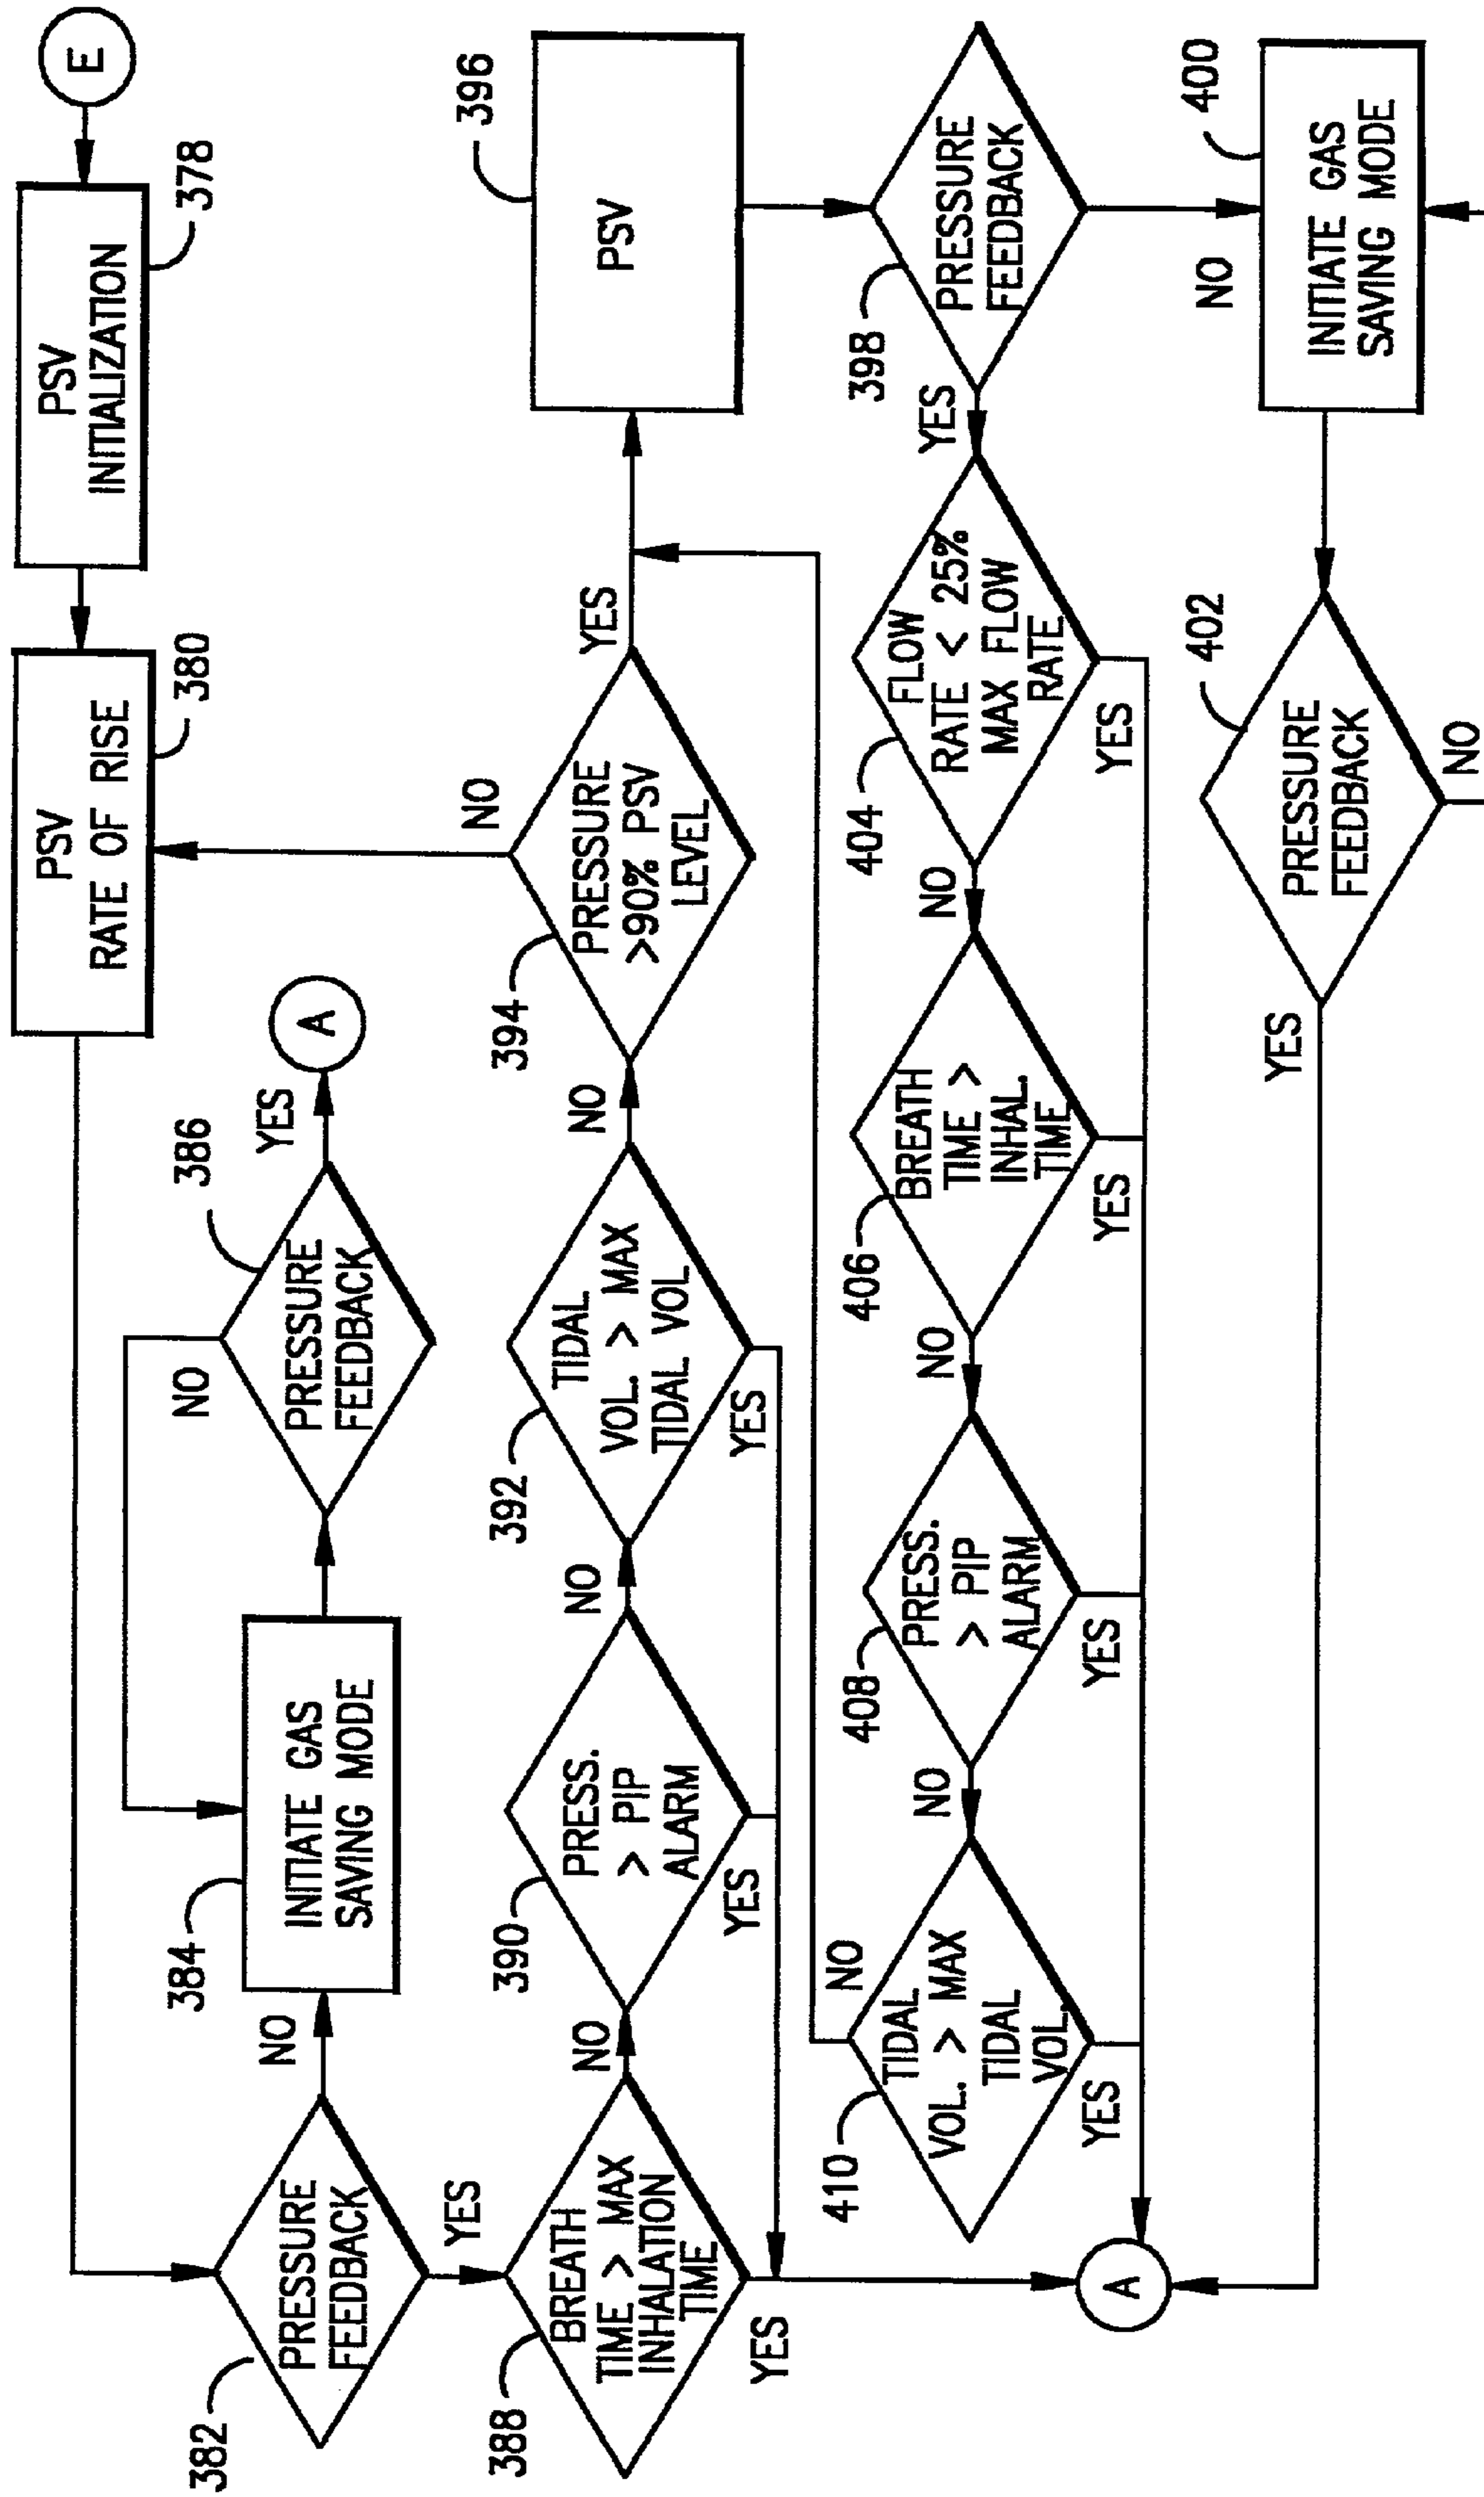 E
PSV
INITIALIZATION
378
PSV
RATE OF RISE
380
382
PRESSURE
FEEDBACK
NO
YES
384
INITIATE GAS
SAVING MODE
386
PRESSURE
FEEDBACK
NO
YES
A
388
BREATH
TIME > MAX
INHALATION
TIME
NO
YES
390
PRESS.
> PIP
ALARM
NO
YES
392
TIDAL
VOL. > MAX
TIDAL VOL
NO
YES
394
PRESSURE
>90% PSV
LEVEL
NO
YES
396
PSV
398
PRESSURE
FEEDBACK
YES
NO
404
FLOW
RATE < 25%
MAX FLOW
RATE
NO
YES
406
BREATH
TIME >
INHAL.
TIME
NO
YES
408
PRESS.
> PIP
ALARM
NO
YES
410
TIDAL
VOL. > MAX
TIDAL
VOL.
NO
YES
A
400
INITIATE GAS
SAVING MODE
402
PRESSURE
FEEDBACK
YES
NO